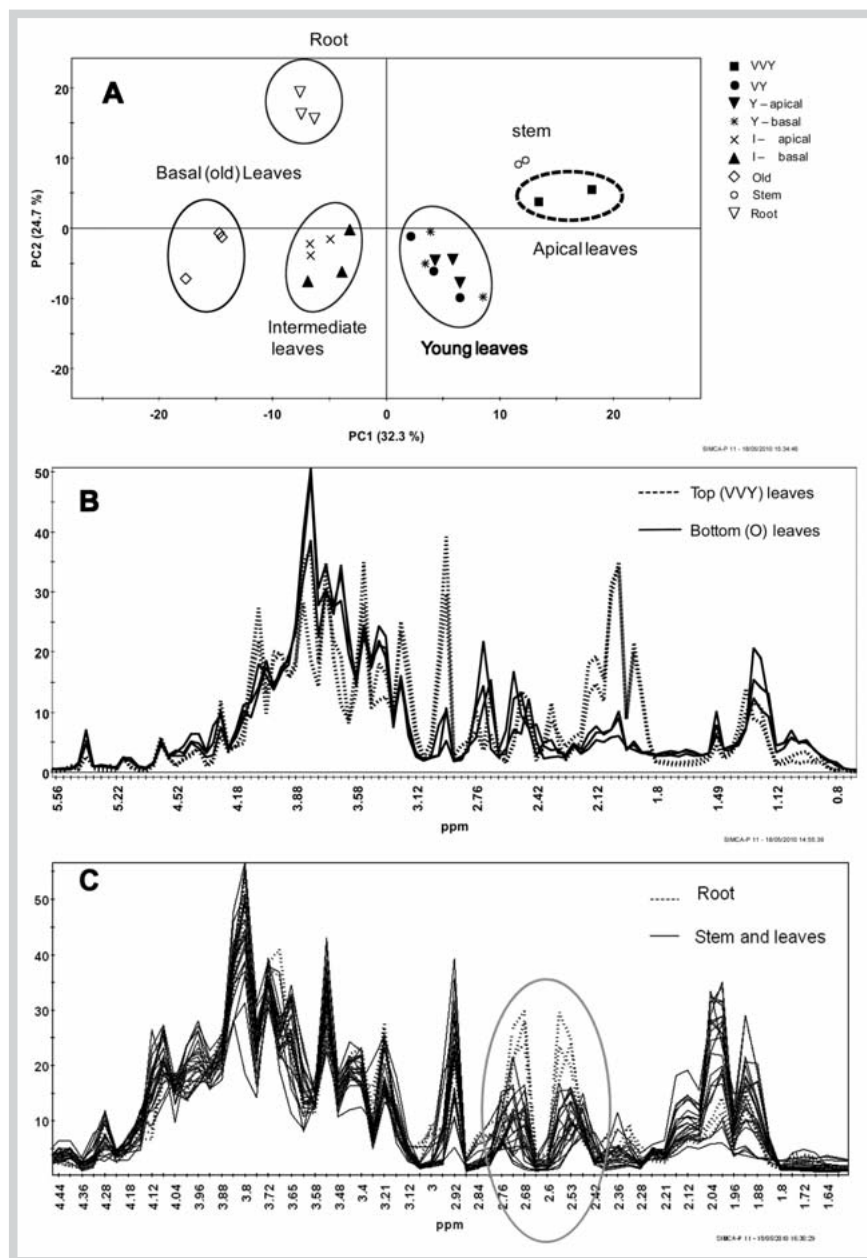 A
Root
stem
Basal (old) Leaves
Apical leaves
Intermediate
leaves
Young leaves
20
10
0
-10
-20
PC2 (24.7 %)
-20
-10
0
10
20
PC1 (32.3 %)
VVY
VY
Y – apical
Y – basal
I – apical
I – basal
Old
Stem
Root
B
Top (VVY) leaves
Bottom (O) leaves
50
40
30
20
10
0
5.56
5.22
4.52
4.18
3.88
3.58
3.12
2.76
2.42
2.12
1.8
1.49
1.12
0.8
ppm
C
Root
Stem and leaves
50
40
30
20
10
4.44
4.36
4.28
4.2
4.12
4.04
3.96
3.88
3.8
3.72
3.65
3.58
3.48
3.4
3.21
3.12
3
2.92
2.84
2.76
2.68
2.6
2.53
2.42
2.36
2.28
2.21
2.12
2.04
1.96
1.88
1.8
1.72
1.64
ppm